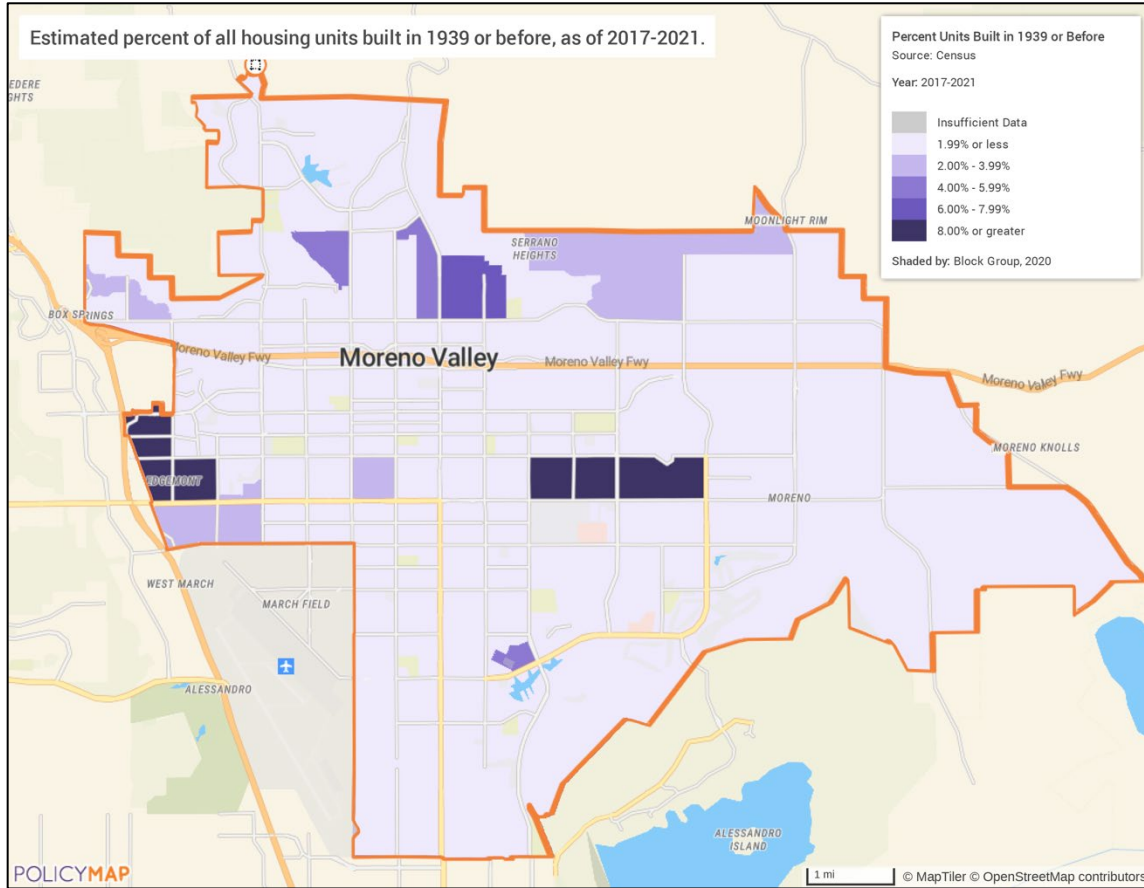 Estimated percent of all housing units built in 1939 or before, as of 2017-2021.
Percent Units Built in 1939 or Before
Source: Census
Year: 2017-2021
Insufficient Data
1.99% or less
2.00% - 3.99%
4.00% - 5.99%
6.00% - 7.99%
8.00% or greater
Shaded by: Block Group, 2020
EDERE
GHTS
MOONLIGHT RIM
SERRANO
HEIGHTS
BOX SPRINGS
Moreno Valley Fwy
Moreno Valley
Moreno Valley Fwy
Moreno Valley Fwy
MORENO KNOLLS
EDGEMONT
MORENO
WEST MARCH
MARCH FIELD
ALESSANDRO
ALESSANDRO
ISLAND
POLICYMAP
1 mi
© MapTiler © OpenStreetMap contributors